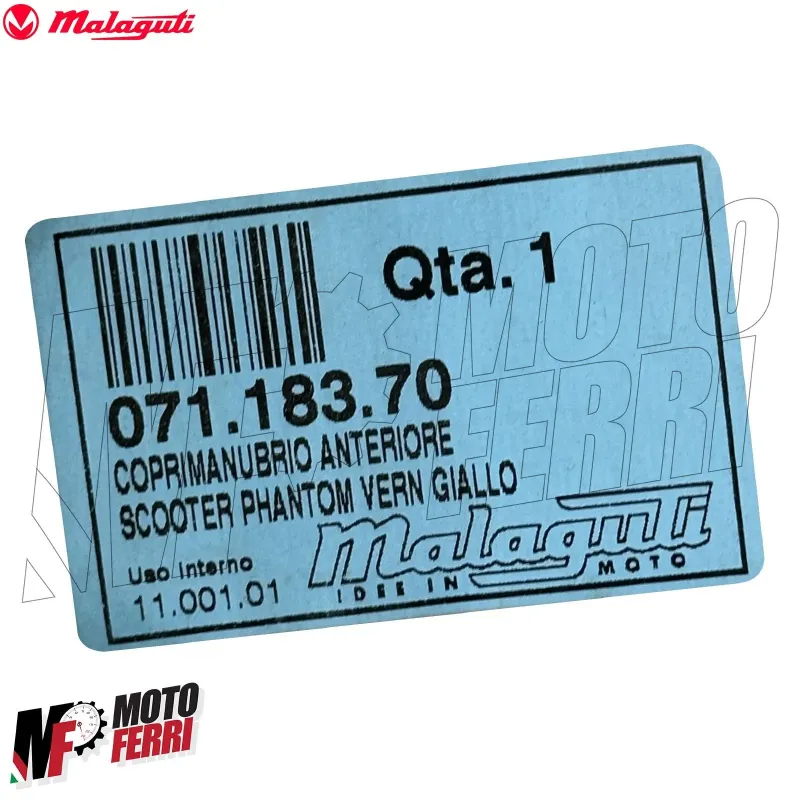 Malaguti
Qta. 1
071.183.70
COPRIMANUBRIO ANTERIORE
SCOOTER PHANTOM VERN GIALLO
Uso interno
11.001.01
Malaguti
IDEE IN MOTO
MOTO
FERRI
MF MOTO
FERRI